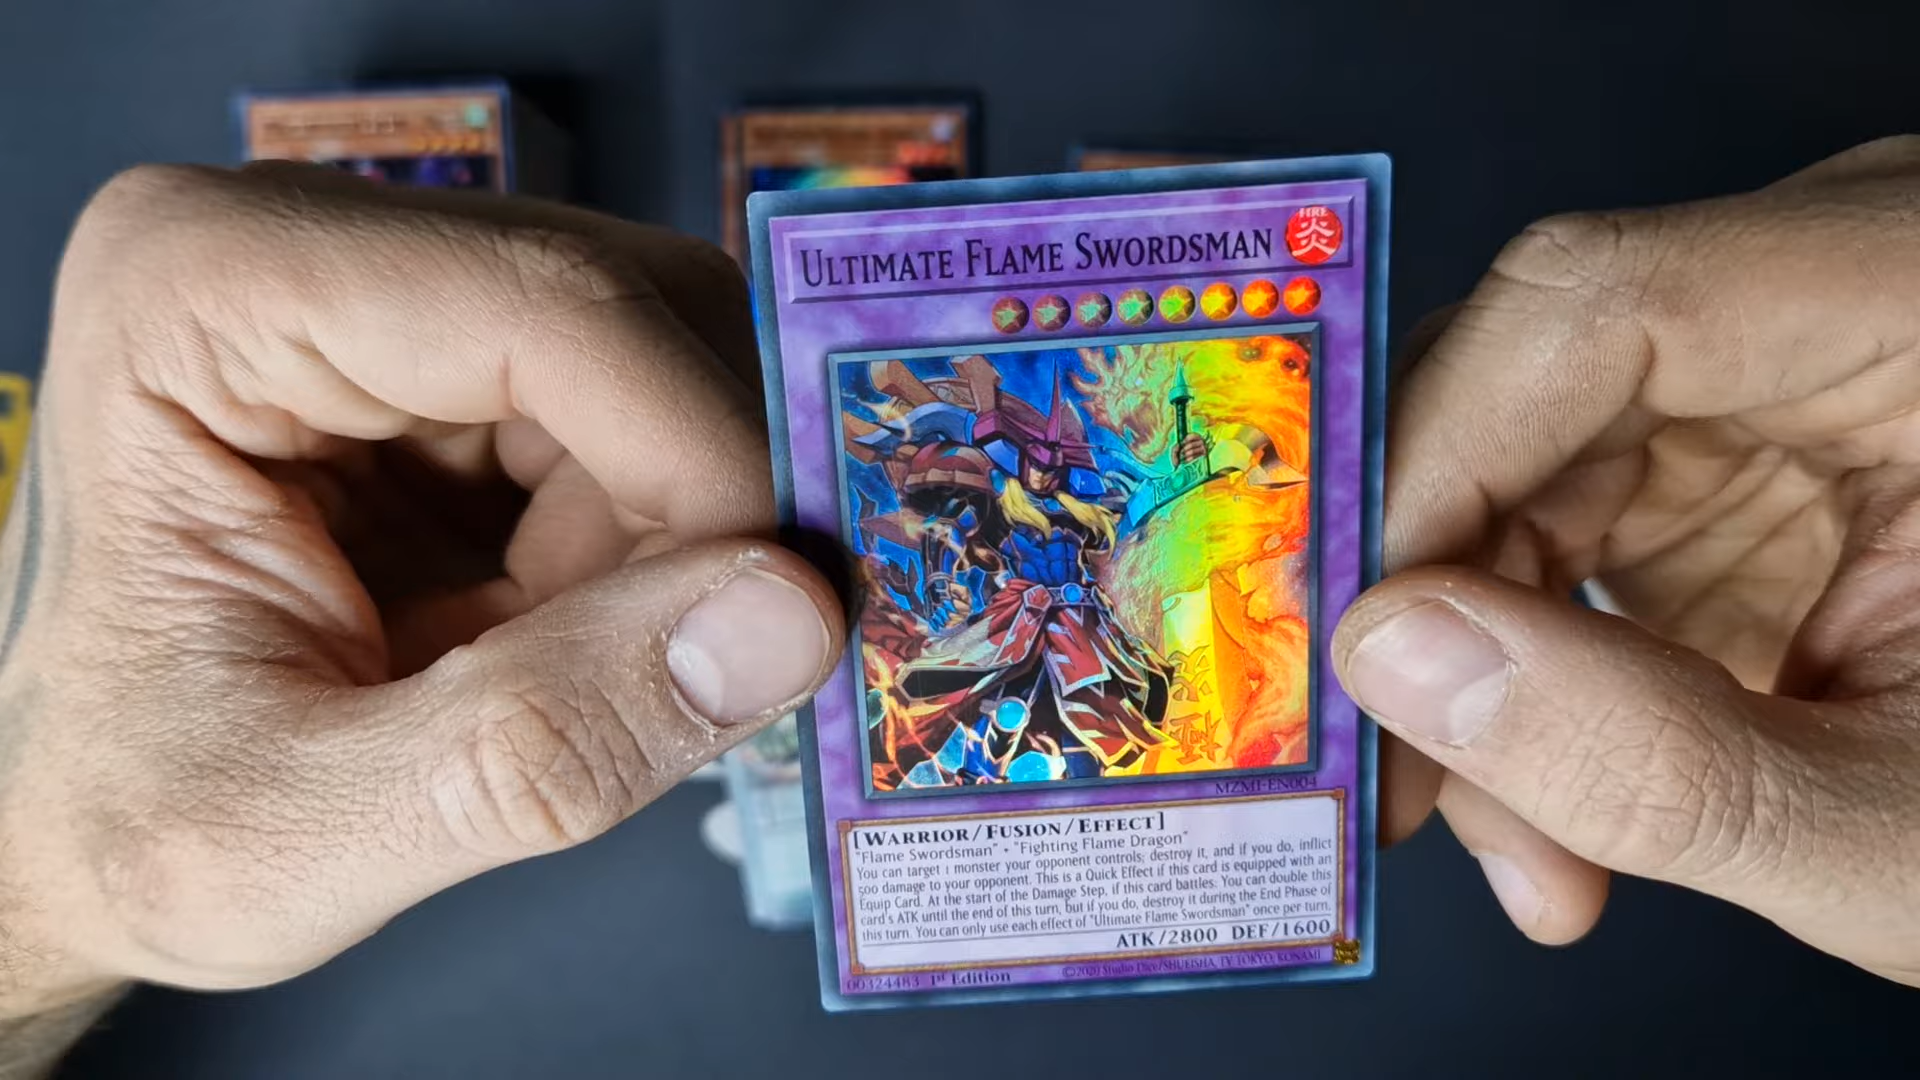 ULTIMATE FLAME SWORDSMAN
FIRE
炎
MZMI-EN004
[WARRIOR/FUSION/EFFECT]
"Flame Swordsman" + "Fighting Flame Dragon"
You can target 1 monster your opponent controls; destroy it, and if you do, inflict
500 damage to your opponent. This is a Quick Effect if this card is equipped with an
Equip Card. At the start of the Damage Step, if this card battles: You can double this
card's ATK until the end of this turn, but if you do, destroy it during the End Phase of
this turn. You can only use each effect of "Ultimate Flame Swordsman" once per turn.
ATK/2800 DEF/1600
00324483 1st Edition
©2020 Studio Dice/SHUEISHA, TV TOKYO, KONAMI